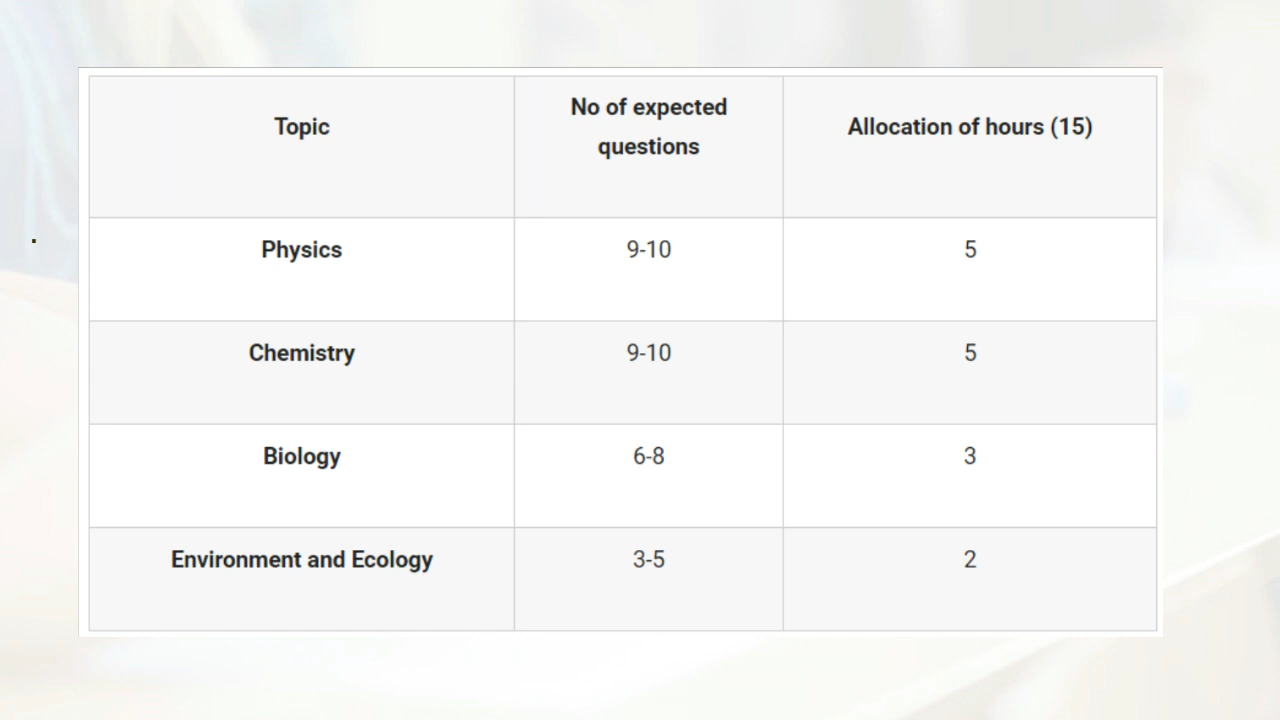 Topic
No of expected
questions
Allocation of hours (15)
Physics
9-10
5
Chemistry
9-10
5
Biology
6-8
3
Environment and Ecology
3-5
2
.